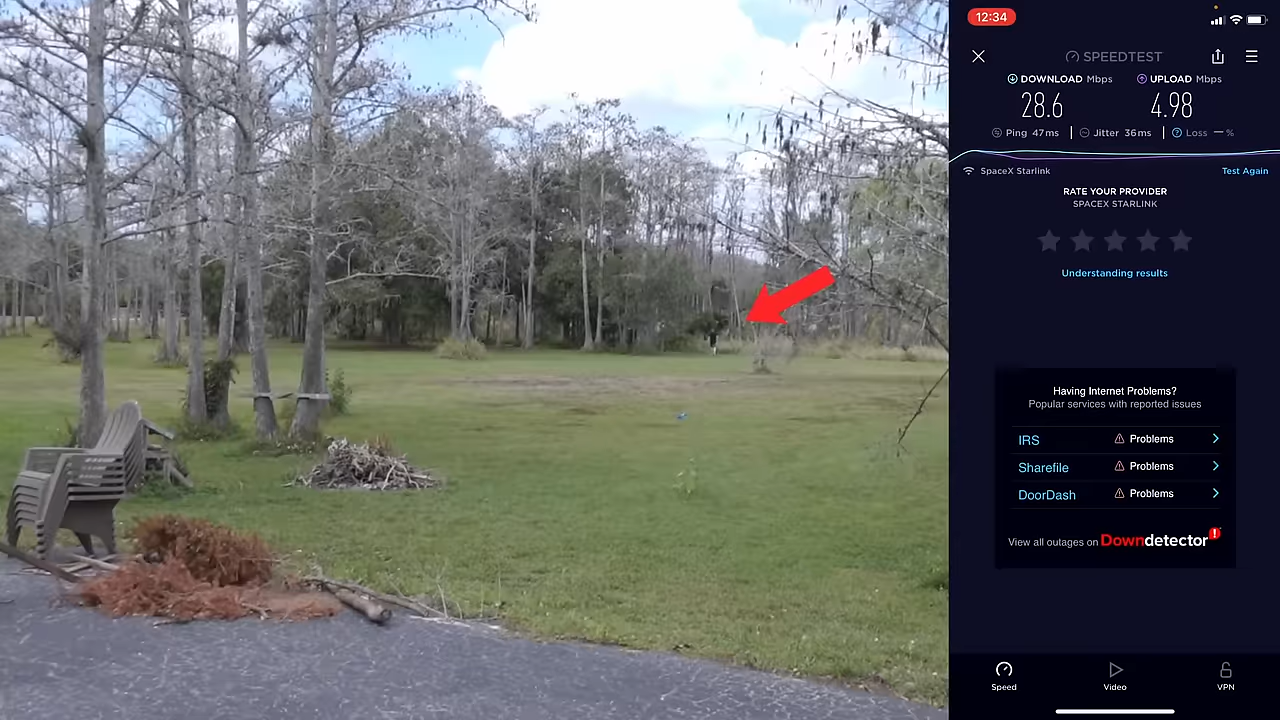 12:34
SPEEDTEST
DOWNLOAD Mbps
UPLOAD Mbps
28.6
4.98
Ping 47ms
Jitter 36ms
Loss — %
SpaceX Starlink
Test Again
RATE YOUR PROVIDER
SPACEX STARLINK
Understanding results
Having Internet Problems?
Popular services with reported issues
IRS Problems
Sharefile Problems
DoorDash Problems
View all outages on Downdetector
Speed
Video
VPN